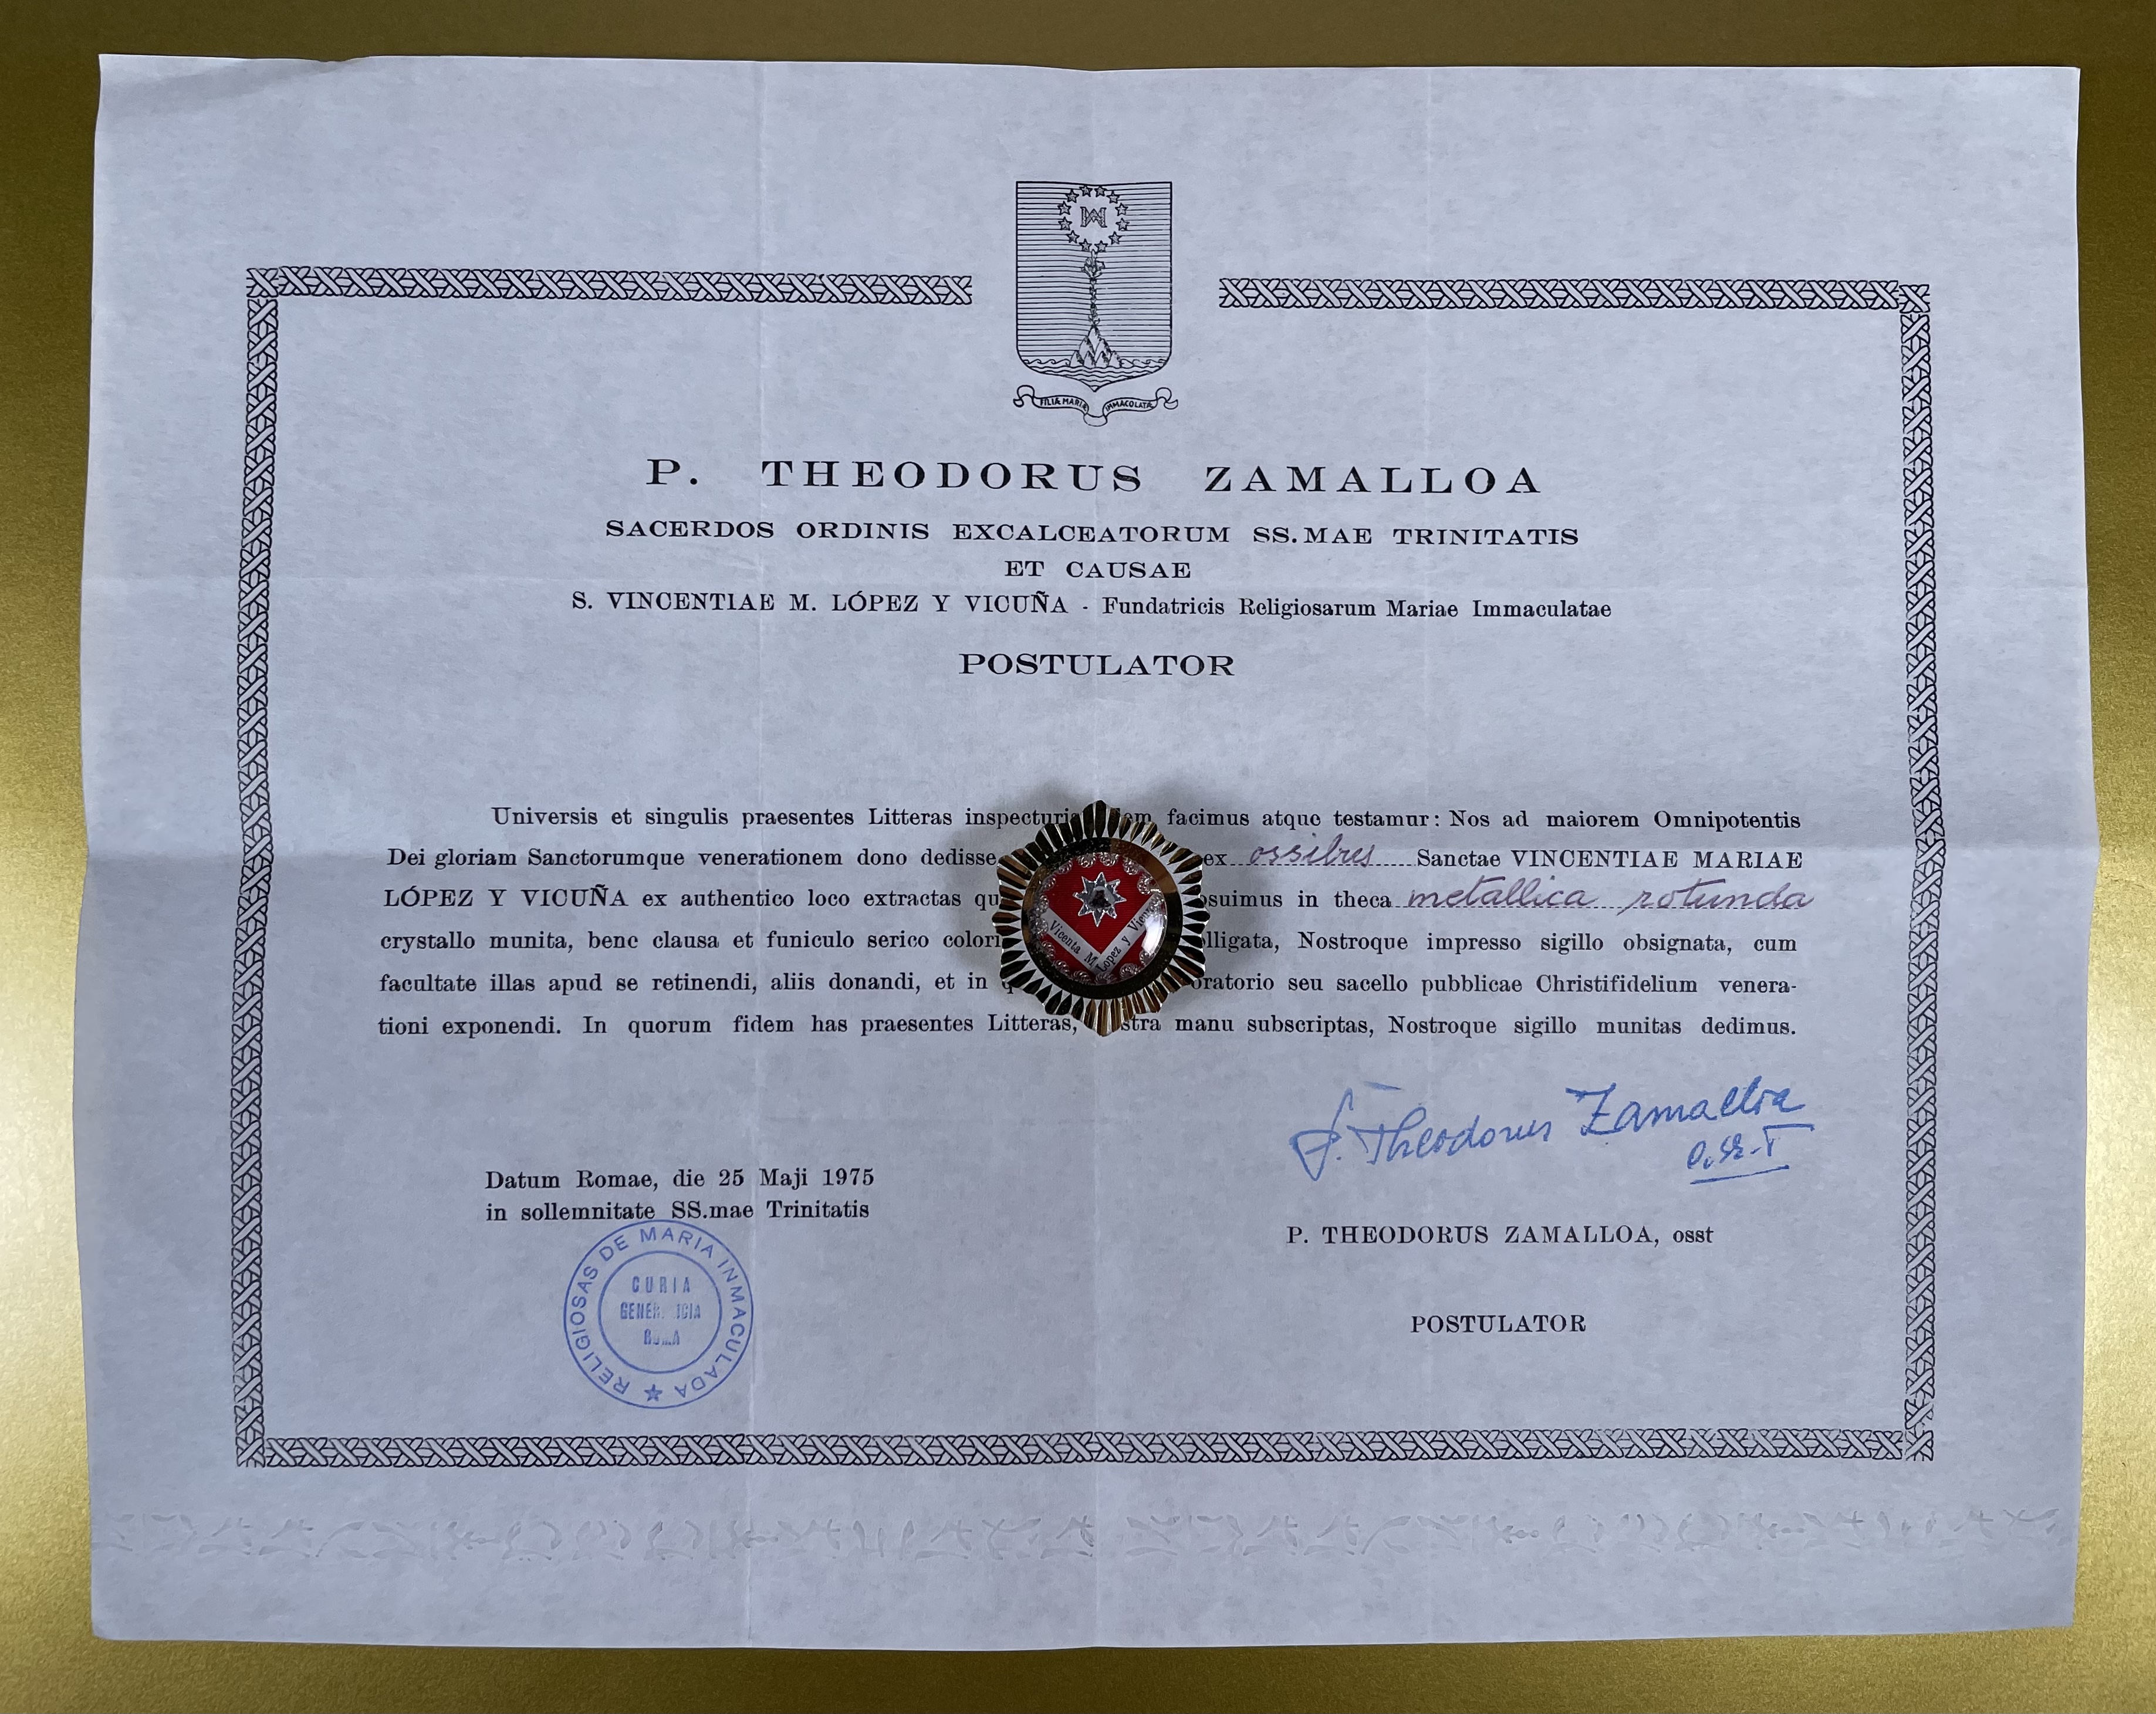 FILIA MARIÆ IMMACOLATÆ
P. THEODORUS ZAMALLOA
SACERDOS ORDINIS EXCALCEATORUM SS.MAE TRINITATIS
ET CAUSAE
S. VINCENTIAE M. LÓPEZ Y VICUÑA - Fundatricis Religiosarum Mariae Immaculatae
POSTULATOR
Universis et singulis praesentes Litteras facimus atque testamur: Nos ad maiorem Omnipotentis
Dei gloriam Sanctorumque venerationem dono dedisse ex ossibus Sanctae VINCENTIAE MARIAE
LÓPEZ Y VICUÑA ex authentico loco extractas in theca metallica rotunda
crystallo munita, bene clausa et funiculo serico Nostroque impresso sigillo obsignata, cum
facultate illas apud se retinendi, aliis donandi, et in oratorio seu sacello pubblicae Christifidelium venera-
tioni exponendi. In quorum fidem has praesentes Litteras, manu subscriptas, Nostroque sigillo munitas dedimus.
Vicenta M. Lopez y
Theodorus Zamalloa
Datum Romae, die 25 Maji 1975
in sollemnitate SS.mae Trinitatis
P. THEODORUS ZAMALLOA, osst
POSTULATOR
RELIGIOSAS DE MARIA INMACULADA
CURIA